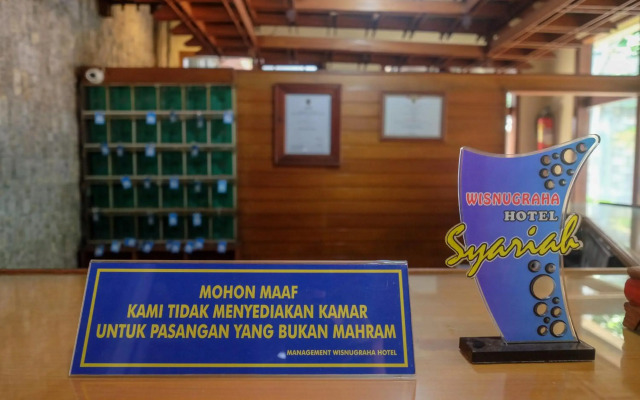 WISNUGRAHA
HOTEL
Syariah
MOHON MAAF
KAMI TIDAK MENYEDIAKAN KAMAR
UNTUK PASANGAN YANG BUKAN MAHRAM
MANAGEMENT WISNUGRAHA HOTEL